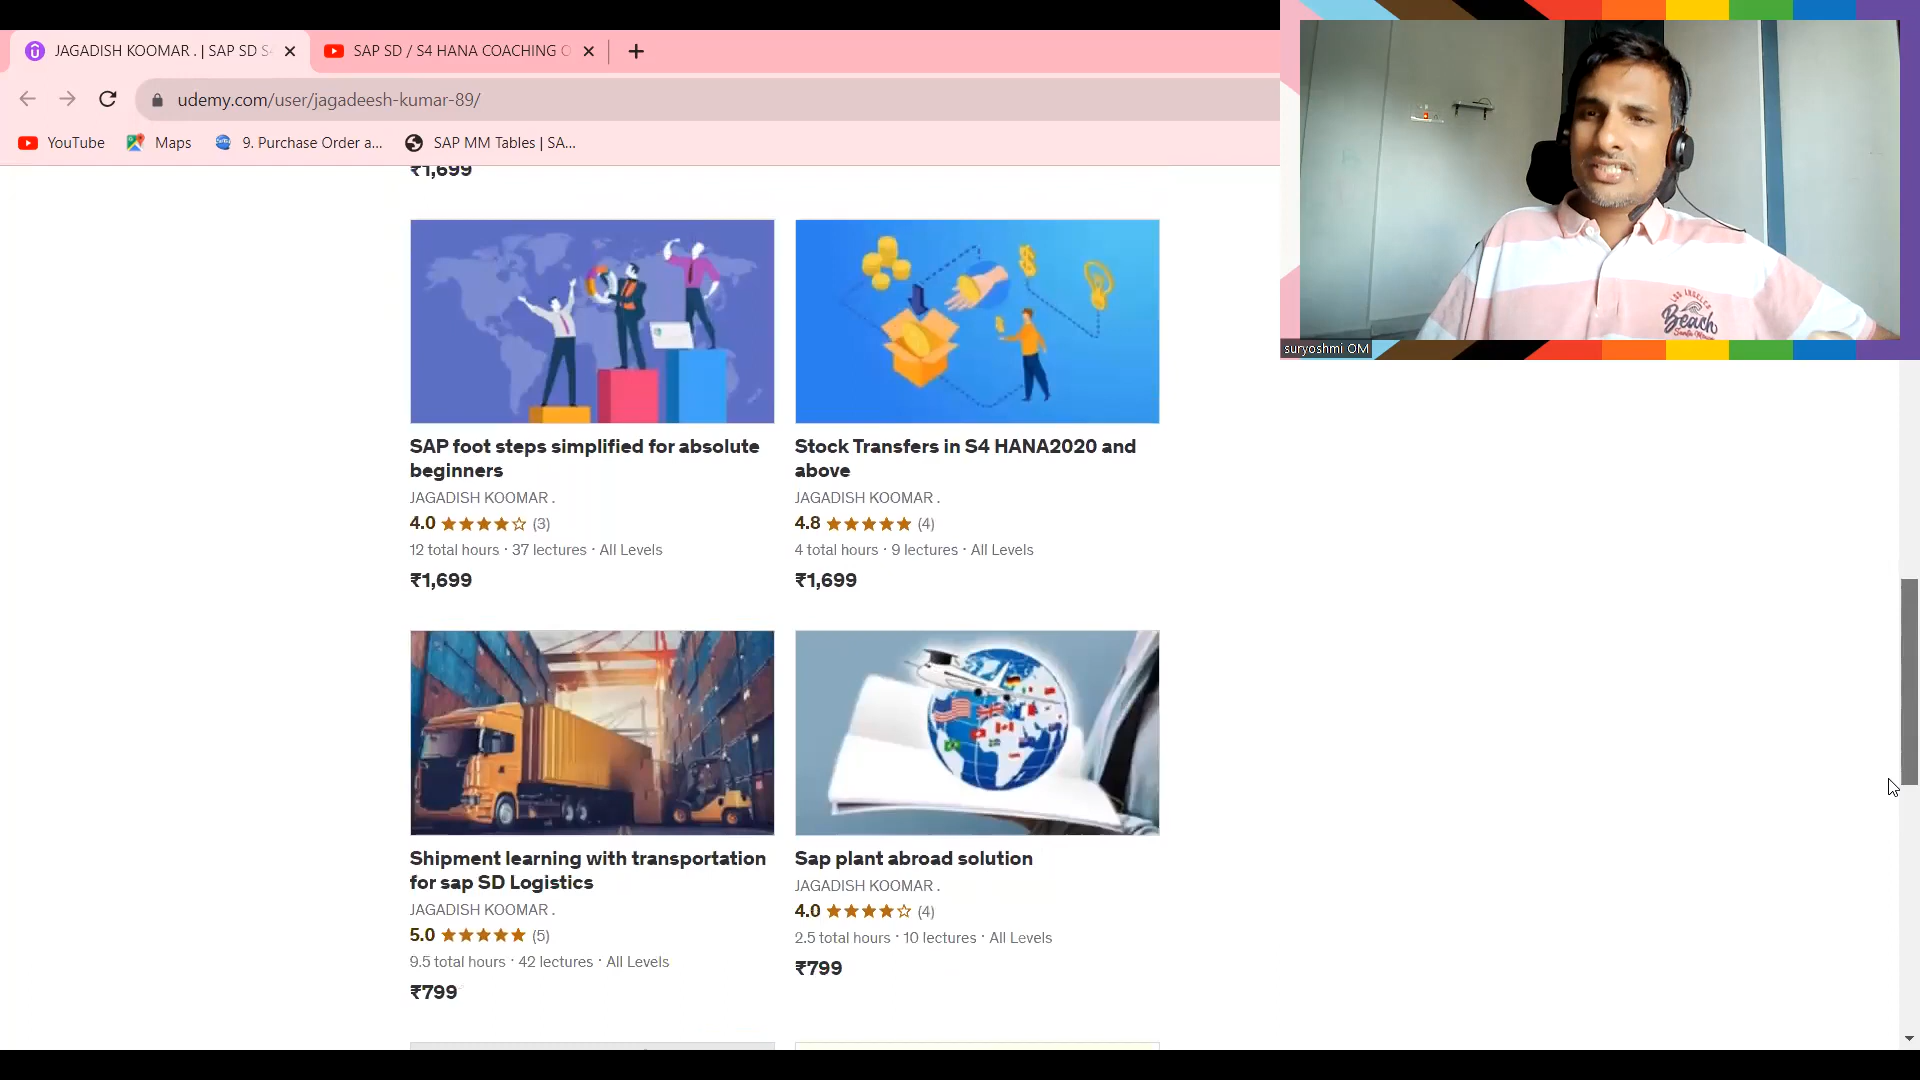 JAGADISH KOOMAR . | SAP SD S4
SAP SD / S4 HANA COACHING O
udemy.com/user/jagadeesh-kumar-89/
YouTube
Maps
9. Purchase Order a...
SAP MM Tables | SA...
₹1,699
SAP foot steps simplified for absolute
beginners
JAGADISH KOOMAR .
4.0 (3)
12 total hours · 37 lectures · All Levels
₹1,699
Stock Transfers in S4 HANA2020 and
above
JAGADISH KOOMAR .
4.8 (4)
4 total hours · 9 lectures · All Levels
₹1,699
Shipment learning with transportation
for sap SD Logistics
JAGADISH KOOMAR .
5.0 (5)
9.5 total hours · 42 lectures · All Levels
₹799
Sap plant abroad solution
JAGADISH KOOMAR .
4.0 (4)
2.5 total hours · 10 lectures · All Levels
₹799
LOS ANGELES
Beach
suryoshmi OM